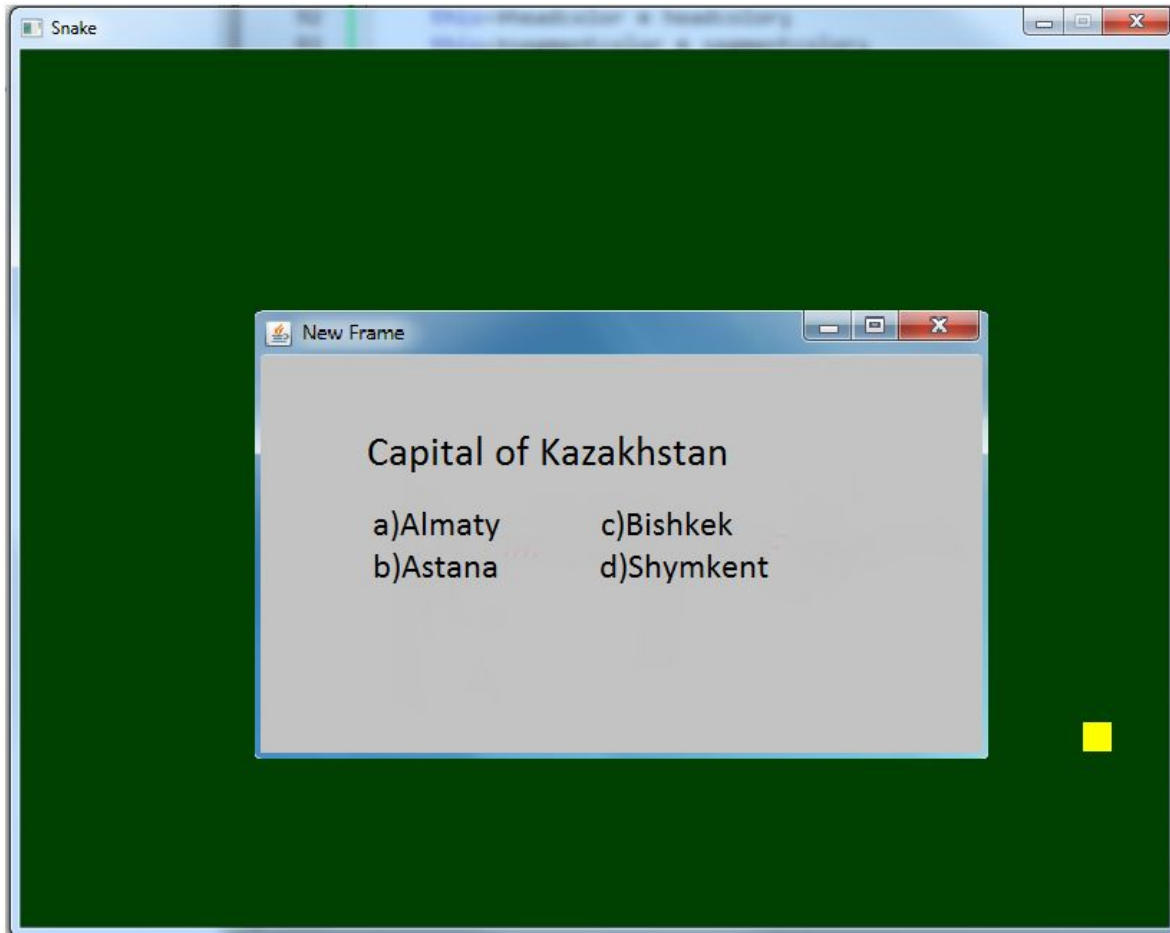 Snake
New Frame
Capital of Kazakhstan
a)Almaty c)Bishkek
b)Astana d)Shymkent